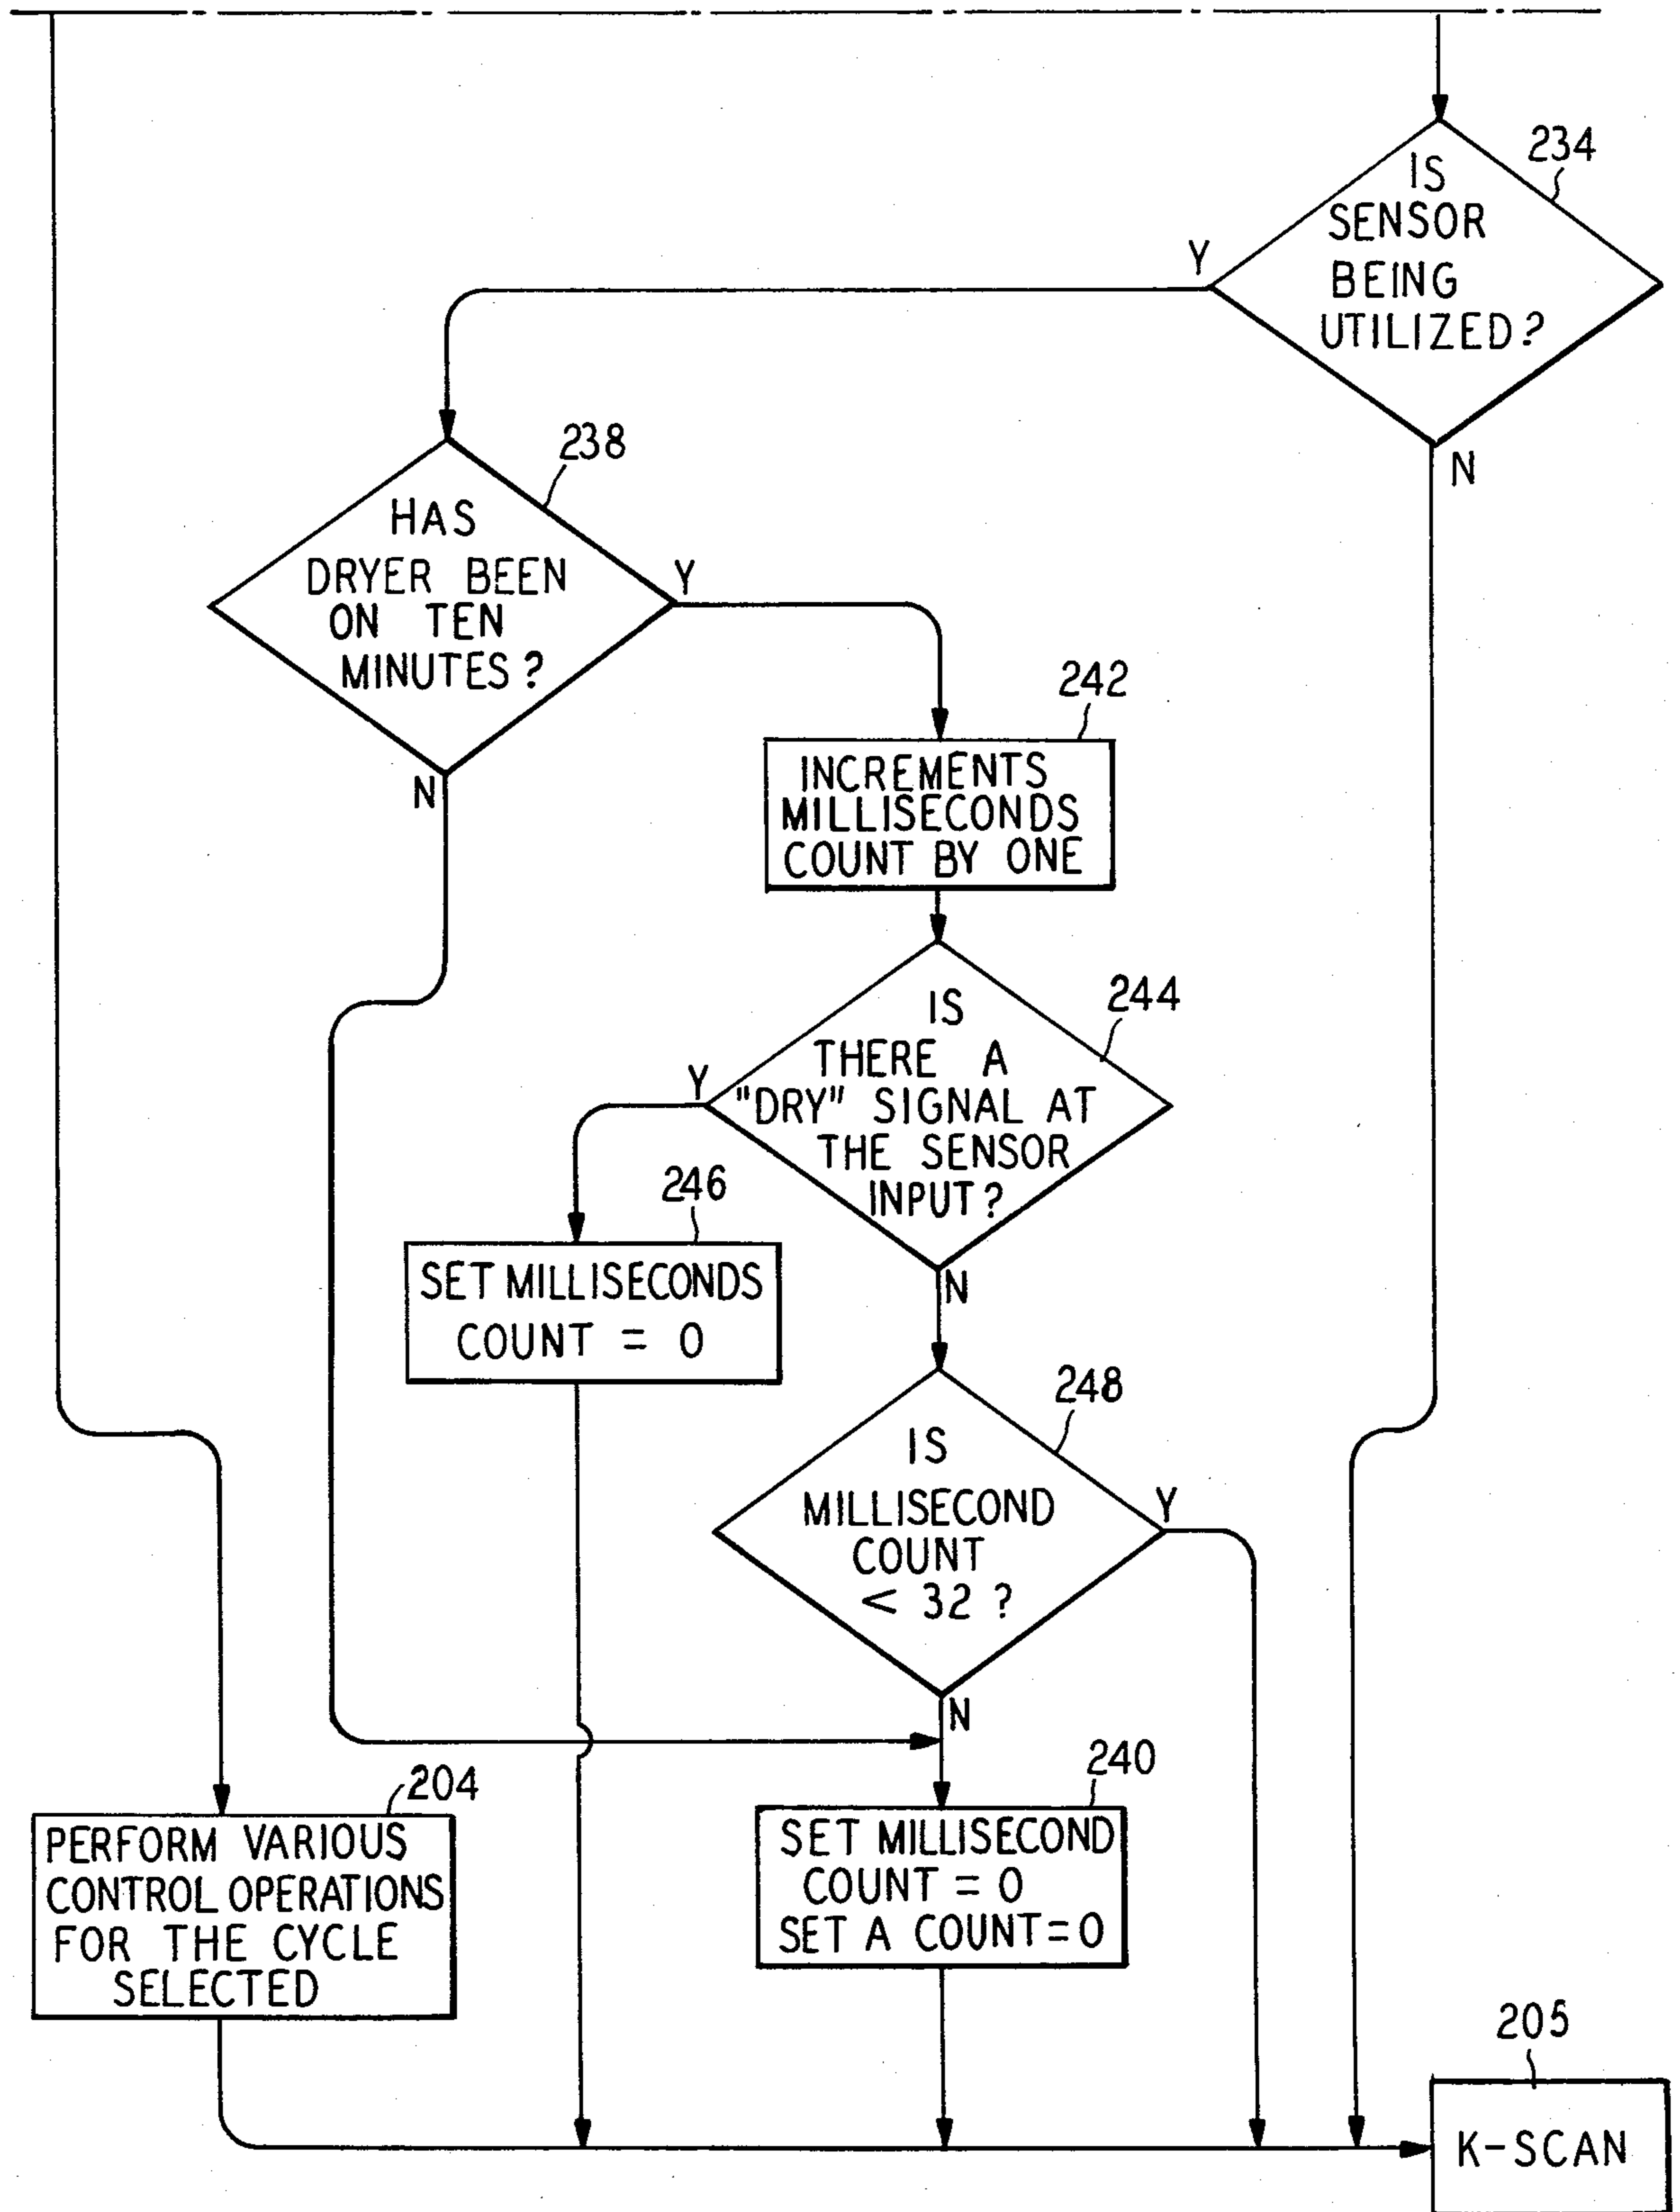 234
IS
SENSOR
BEING
UTILIZED?
Y
N
238
HAS
DRYER BEEN
ON TEN
MINUTES?
Y
N
242
INCREMENTS
MILLISECONDS
COUNT BY ONE
244
IS
THERE A
"DRY" SIGNAL AT
THE SENSOR
INPUT?
Y
N
246
SET MILLISECONDS
COUNT = 0
248
IS
MILLISECOND
COUNT
< 32 ?
Y
N
240
SET MILLISECOND
COUNT = 0
SET A COUNT = 0
204
PERFORM VARIOUS
CONTROL OPERATIONS
FOR THE CYCLE
SELECTED
205
K-SCAN